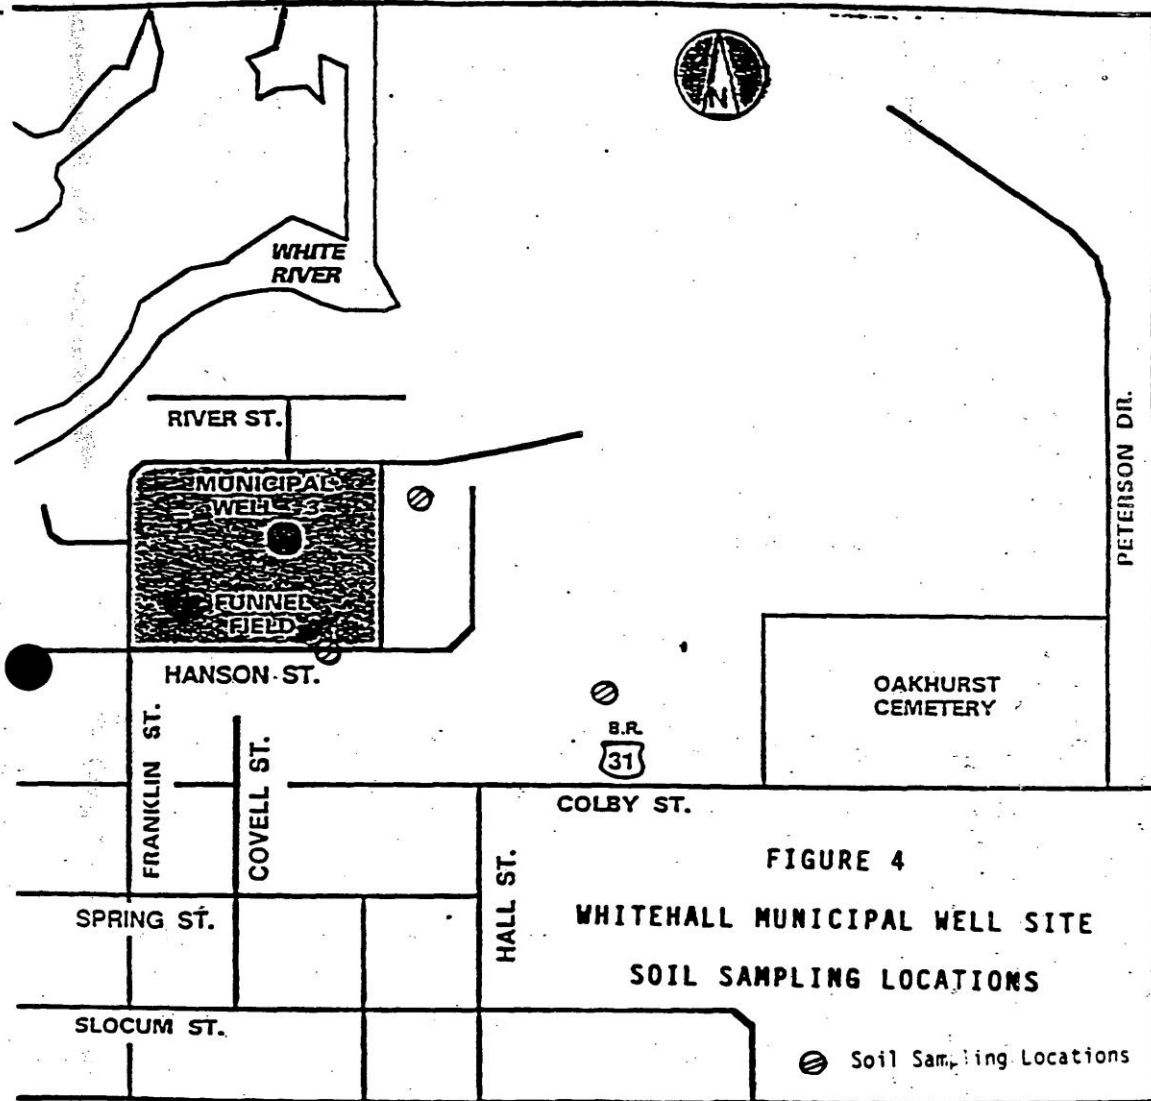 N
WHITE
RIVER
RIVER ST.
MUNICIPAL
WELL #3
FUNNEL
FIELD
HANSON ST.
PETERSON DR.
OAKHURST
CEMETERY
B.R.
31
COLBY ST.
FRANKLIN ST.
COVELL ST.
HALL ST.
SPRING ST.
SLOCUM ST.
FIGURE 4
WHITEHALL MUNICIPAL WELL SITE
SOIL SAMPLING LOCATIONS
Soil Sampling Locations